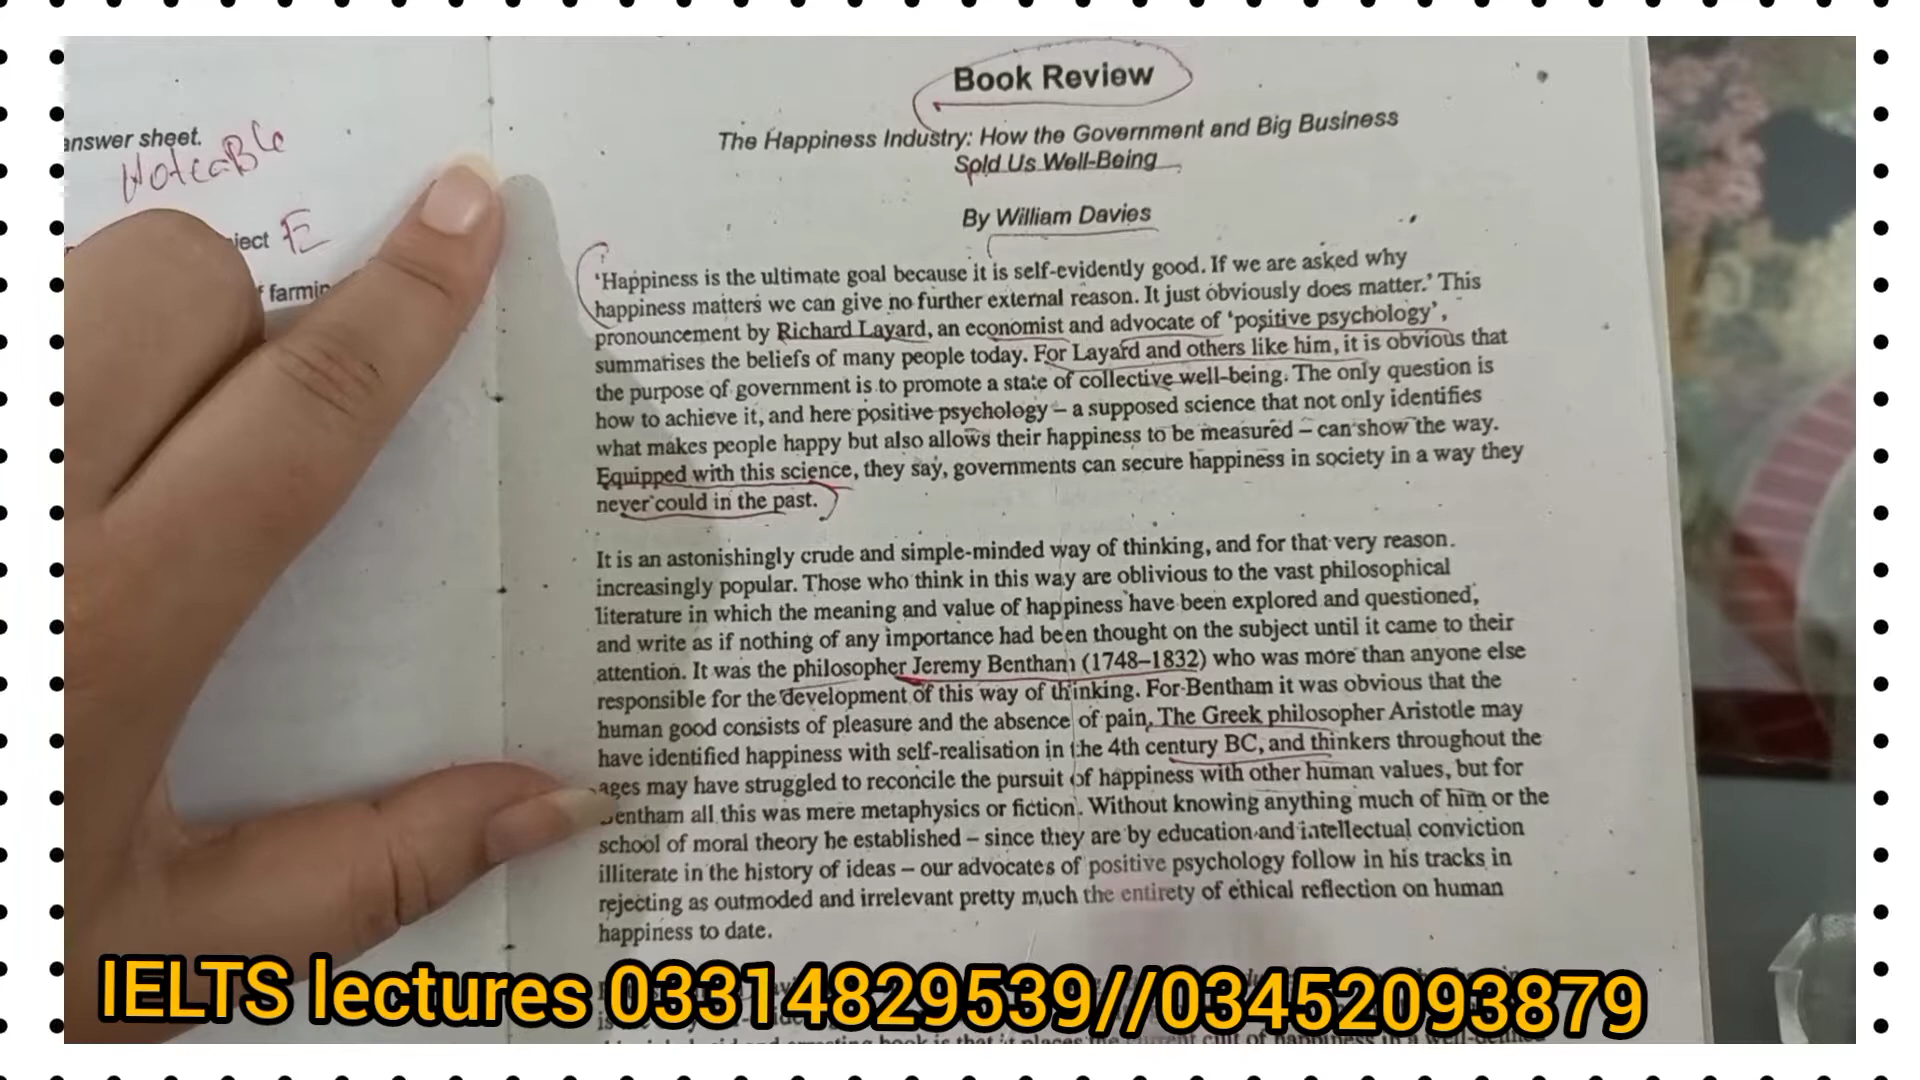 answer sheet.
NoteaBle
ject E
farming
Book Review
The Happiness Industry: How the Government and Big Business
Sold Us Well-Being
By William Davies
‘Happiness is the ultimate goal because it is self-evidently good. If we are asked why
happiness matters we can give no further external reason. It just obviously does matter.’ This
pronouncement by Richard Layard, an economist and advocate of ‘positive psychology’,
summarises the beliefs of many people today. For Layard and others like him, it is obvious that
the purpose of government is to promote a state of collective well-being. The only question is
how to achieve it, and here positive psychology – a supposed science that not only identifies
what makes people happy but also allows their happiness to be measured – can show the way.
Equipped with this science, they say, governments can secure happiness in society in a way they
never could in the past.
It is an astonishingly crude and simple-minded way of thinking, and for that very reason
increasingly popular. Those who think in this way are oblivious to the vast philosophical
literature in which the meaning and value of happiness have been explored and questioned,
and write as if nothing of any importance had been thought on the subject until it came to their
attention. It was the philosopher Jeremy Bentham (1748–1832) who was more than anyone else
responsible for the development of this way of thinking. For Bentham it was obvious that the
human good consists of pleasure and the absence of pain. The Greek philosopher Aristotle may
have identified happiness with self-realisation in the 4th century BC, and thinkers throughout the
ages may have struggled to reconcile the pursuit of happiness with other human values, but for
Bentham all this was mere metaphysics or fiction. Without knowing anything much of him or the
school of moral theory he established – since they are by education and intellectual conviction
illiterate in the history of ideas – our advocates of positive psychology follow in his tracks in
rejecting as outmoded and irrelevant pretty much the entirety of ethical reflection on human
happiness to date.
IELTS lectures 03314829539//03452093879